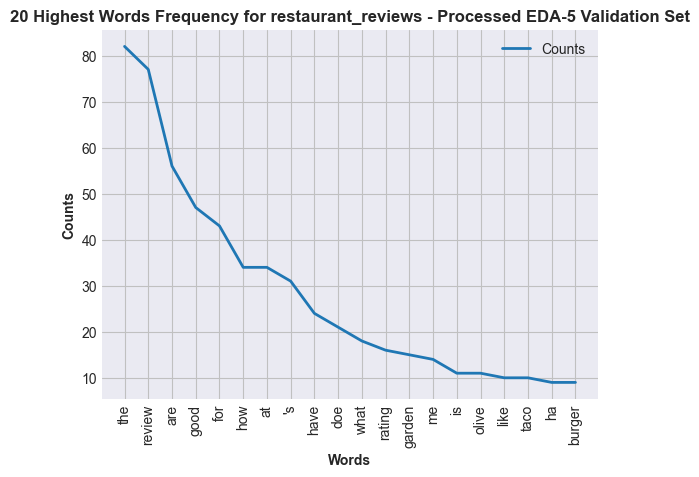 20 Highest Words Frequency for restaurant_reviews - Processed EDA-5 Validation Set
Counts
80
70
60
50
40
30
20
10
Counts
the
review
are
good
for
how
at
's
have
doe
what
rating
garden
me
is
olive
like
taco
ha
burger
Words